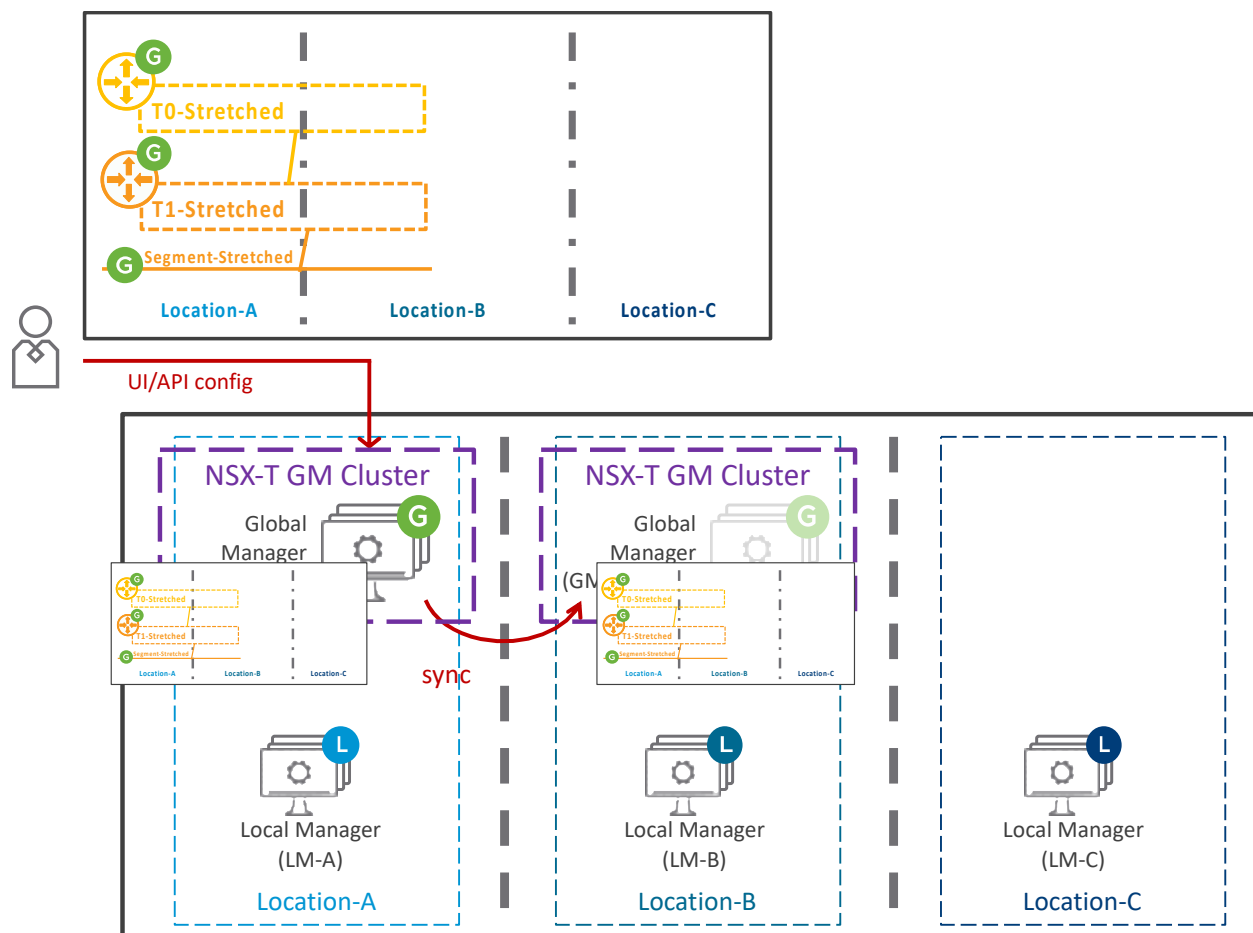 G
T0-Stretched
G
T1-Stretched
G
Segment-Stretched
Location-A
Location-B
Location-C
UI/API config
NSX-T GM Cluster
Global
Manager
G
NSX-T GM Cluster
Global
Manager
(GM
G
G
T0-Stretched
G
T1-Stretched
G
Segment-Stretched
Location-A
Location-B
Location-C
sync
G
T0-Stretched
G
T1-Stretched
G
Segment-Stretched
Location-A
Location-B
Location-C
L
Local Manager
(LM-A)
Location-A
L
Local Manager
(LM-B)
Location-B
L
Local Manager
(LM-C)
Location-C